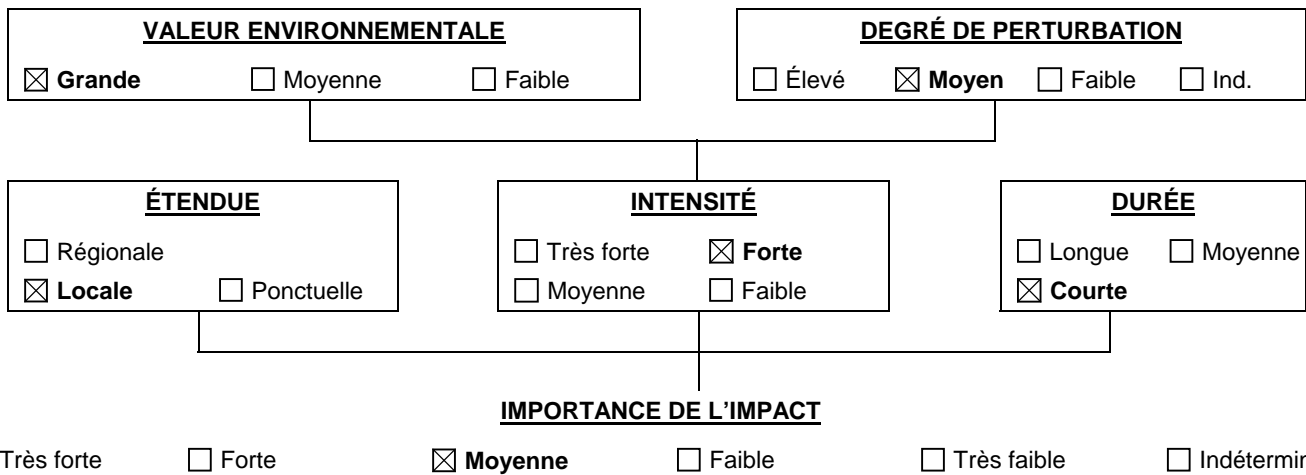 VALEUR ENVIRONNEMENTALE
☒ Grande ☐ Moyenne ☐ Faible
DEGRÉ DE PERTURBATION
☐ Élevé ☒ Moyen ☐ Faible ☐ Ind.
ÉTENDUE
☐ Régionale
☒ Locale ☐ Ponctuelle
INTENSITÉ
☐ Très forte ☒ Forte
☐ Moyenne ☐ Faible
DURÉE
☐ Longue ☐ Moyenne
☒ Courte
IMPORTANCE DE L'IMPACT
Très forte ☐ Forte ☒ Moyenne ☐ Faible ☐ Très faible ☐ Indétermin